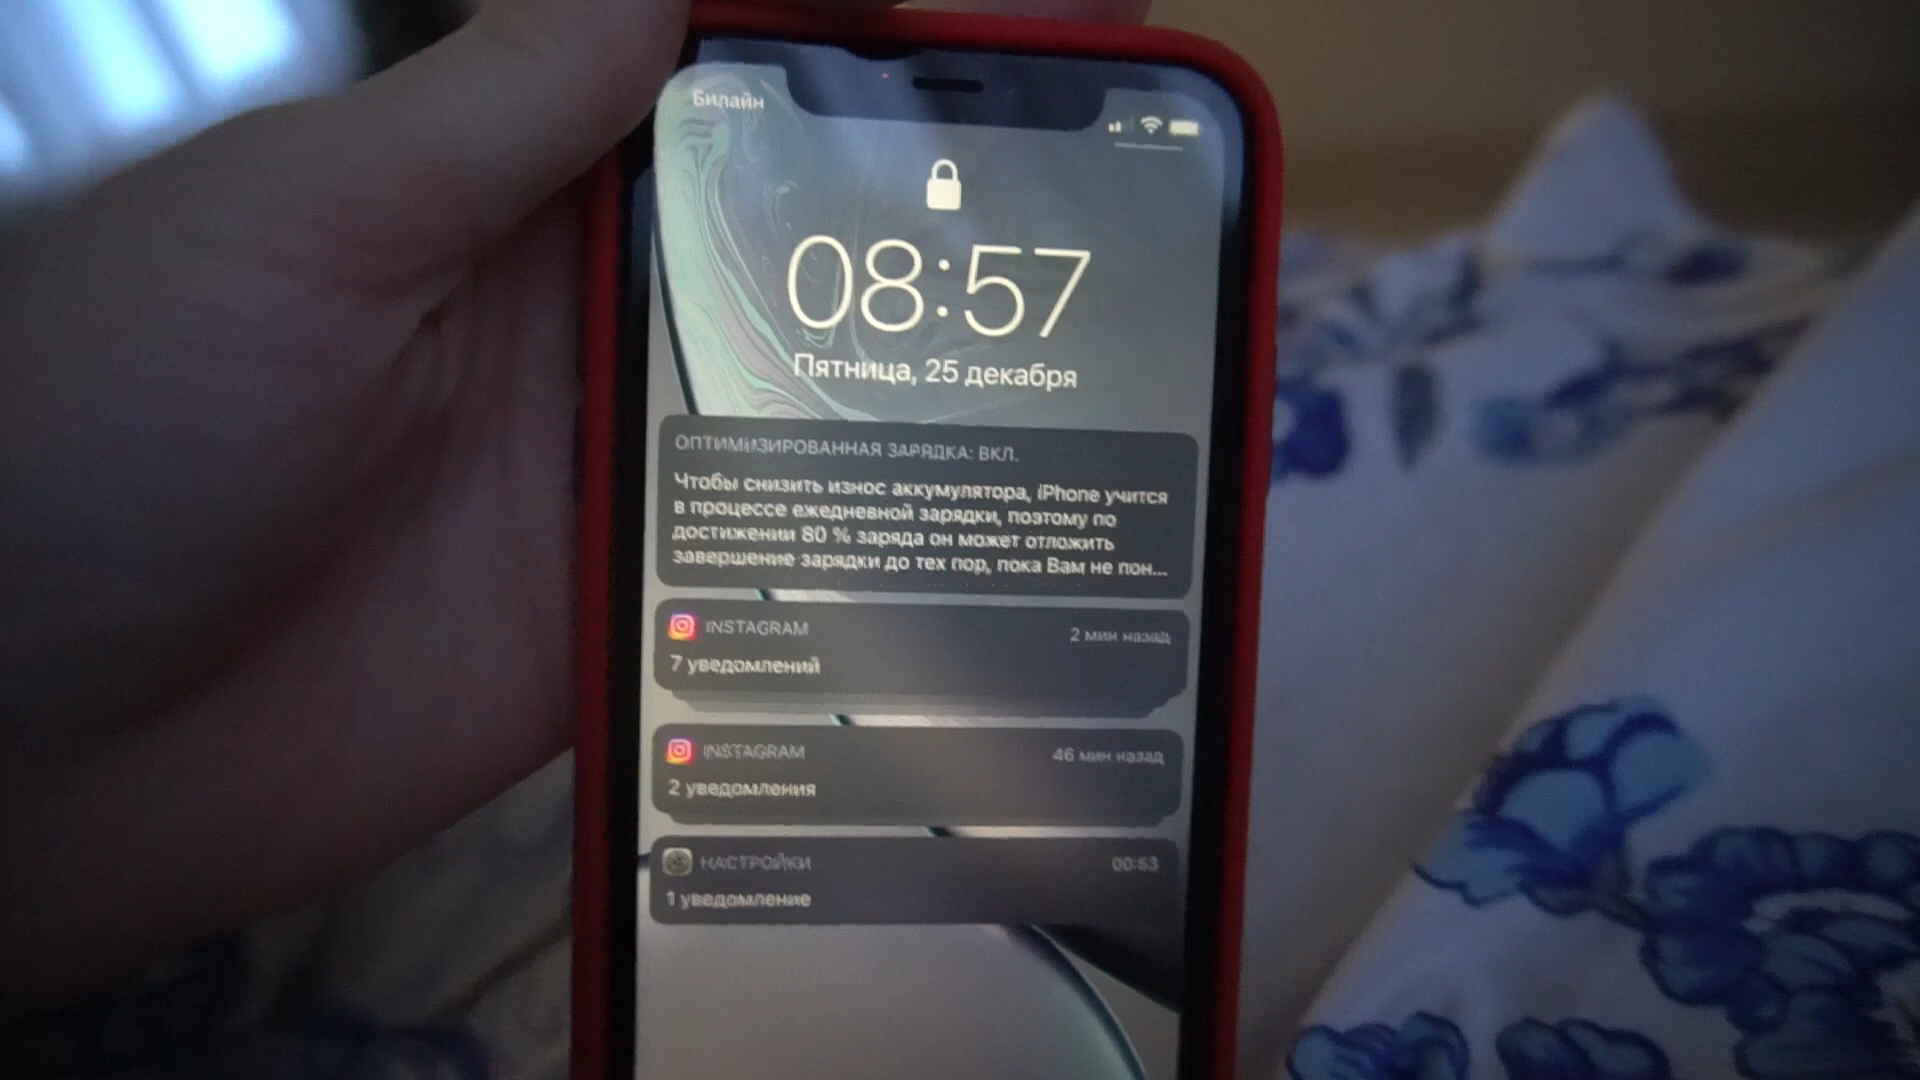 Билайн
08:57
Пятница, 25 декабря
ОПТИМИЗИРОВАННАЯ ЗАРЯДКА: ВКЛ.
Чтобы снизить износ аккумулятора, iPhone учится
в процессе ежедневной зарядки, поэтому по
достижении 80 % заряда он может отложить
завершение зарядки до тех пор, пока Вам не пон...
INSTAGRAM 2 мин назад
7 уведомлений
INSTAGRAM 46 мин назад
2 уведомления
НАСТРОЙКИ 00:53
1 уведомление